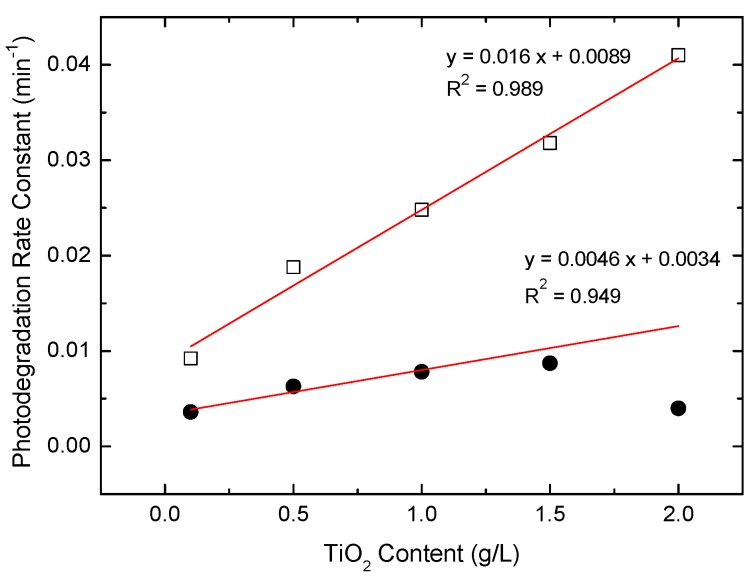 y = 0.016 x + 0.0089
R² = 0.989
y = 0.0046 x + 0.0034
R² = 0.949
Photodegradation Rate Constant (min⁻¹)
0.04
0.03
0.02
0.01
0.00
0.0 0.5 1.0 1.5 2.0
TiO₂ Content (g/L)